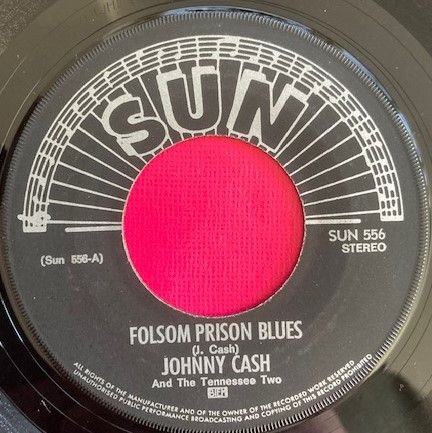 SUN
(Sun 556-A)
SUN 556
STEREO
FOLSOM PRISON BLUES
(J. Cash)
JOHNNY CASH
And The Tennessee Two
ALL RIGHTS OF THE MANUFACTURER AND OF THE OWNER OF THE RECORDED WORK RESERVED
UNAUTHORISED PUBLIC PERFORMANCE BROADCASTING AND COPYING OF THIS RECORD PROHIBITED